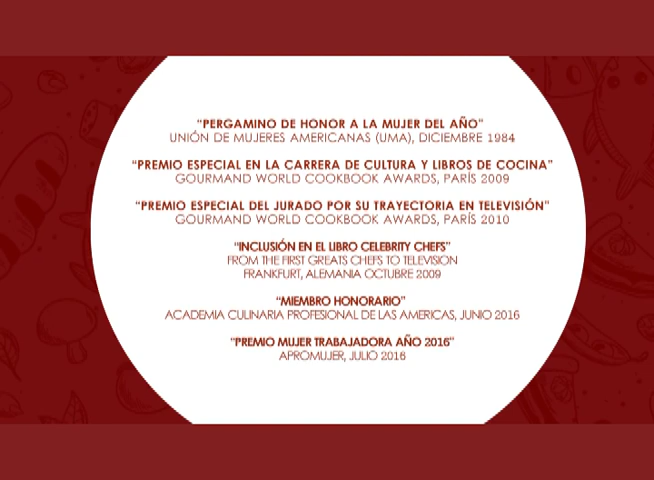 "PERGAMINO DE HONOR A LA MUJER DEL AÑO"
UNIÓN DE MUJERES AMERICANAS (UMA), DICIEMBRE 1984
"PREMIO ESPECIAL EN LA CARRERA DE CULTURA Y LIBROS DE COCINA"
GOURMAND WORLD COOKBOOK AWARDS, PARÍS 2009
"PREMIO ESPECIAL DEL JURADO POR SU TRAYECTORIA EN TELEVISIÓN"
GOURMAND WORLD COOKBOOK AWARDS, PARÍS 2010
"INCLUSIÓN EN EL LIBRO CELEBRITY CHEFS"
FROM THE FIRST GREATS CHEFS TO TELEVISION
FRANKFURT, ALEMANIA OCTUBRE 2009
"MIEMBRO HONORARIO"
ACADEMIA CULINARIA PROFESIONAL DE LAS AMERICAS, JUNIO 2016
"PREMIO MUJER TRABAJADORA AÑO 2016"
APROMUJER, JULIO 2016